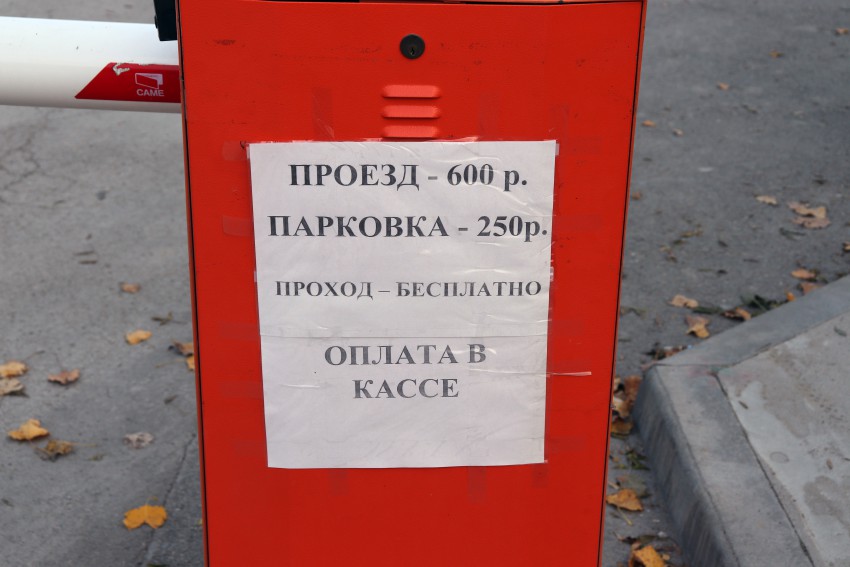 CAME
ПРОЕЗД - 600 р.
ПАРКОВКА - 250р.
ПРОХОД – БЕСПЛАТНО
ОПЛАТА В
КАССЕ